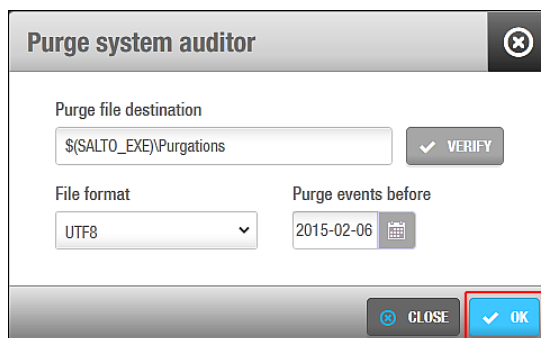 Purge system auditor
Purge file destination
$(SALTO_EXE)\Purgations
VERIFY
File format
Purge events before
UTF8
2015-02-06
CLOSE
OK